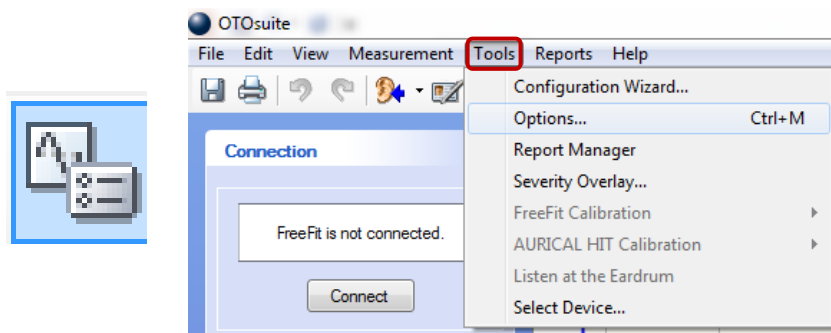 OTOsuite
File Edit View Measurement Tools Reports Help
Configuration Wizard...
Options... Ctrl+M
Report Manager
Severity Overlay...
FreeFit Calibration
AURICAL HIT Calibration
Listen at the Eardrum
Select Device...
Connection
FreeFit is not connected.
Connect